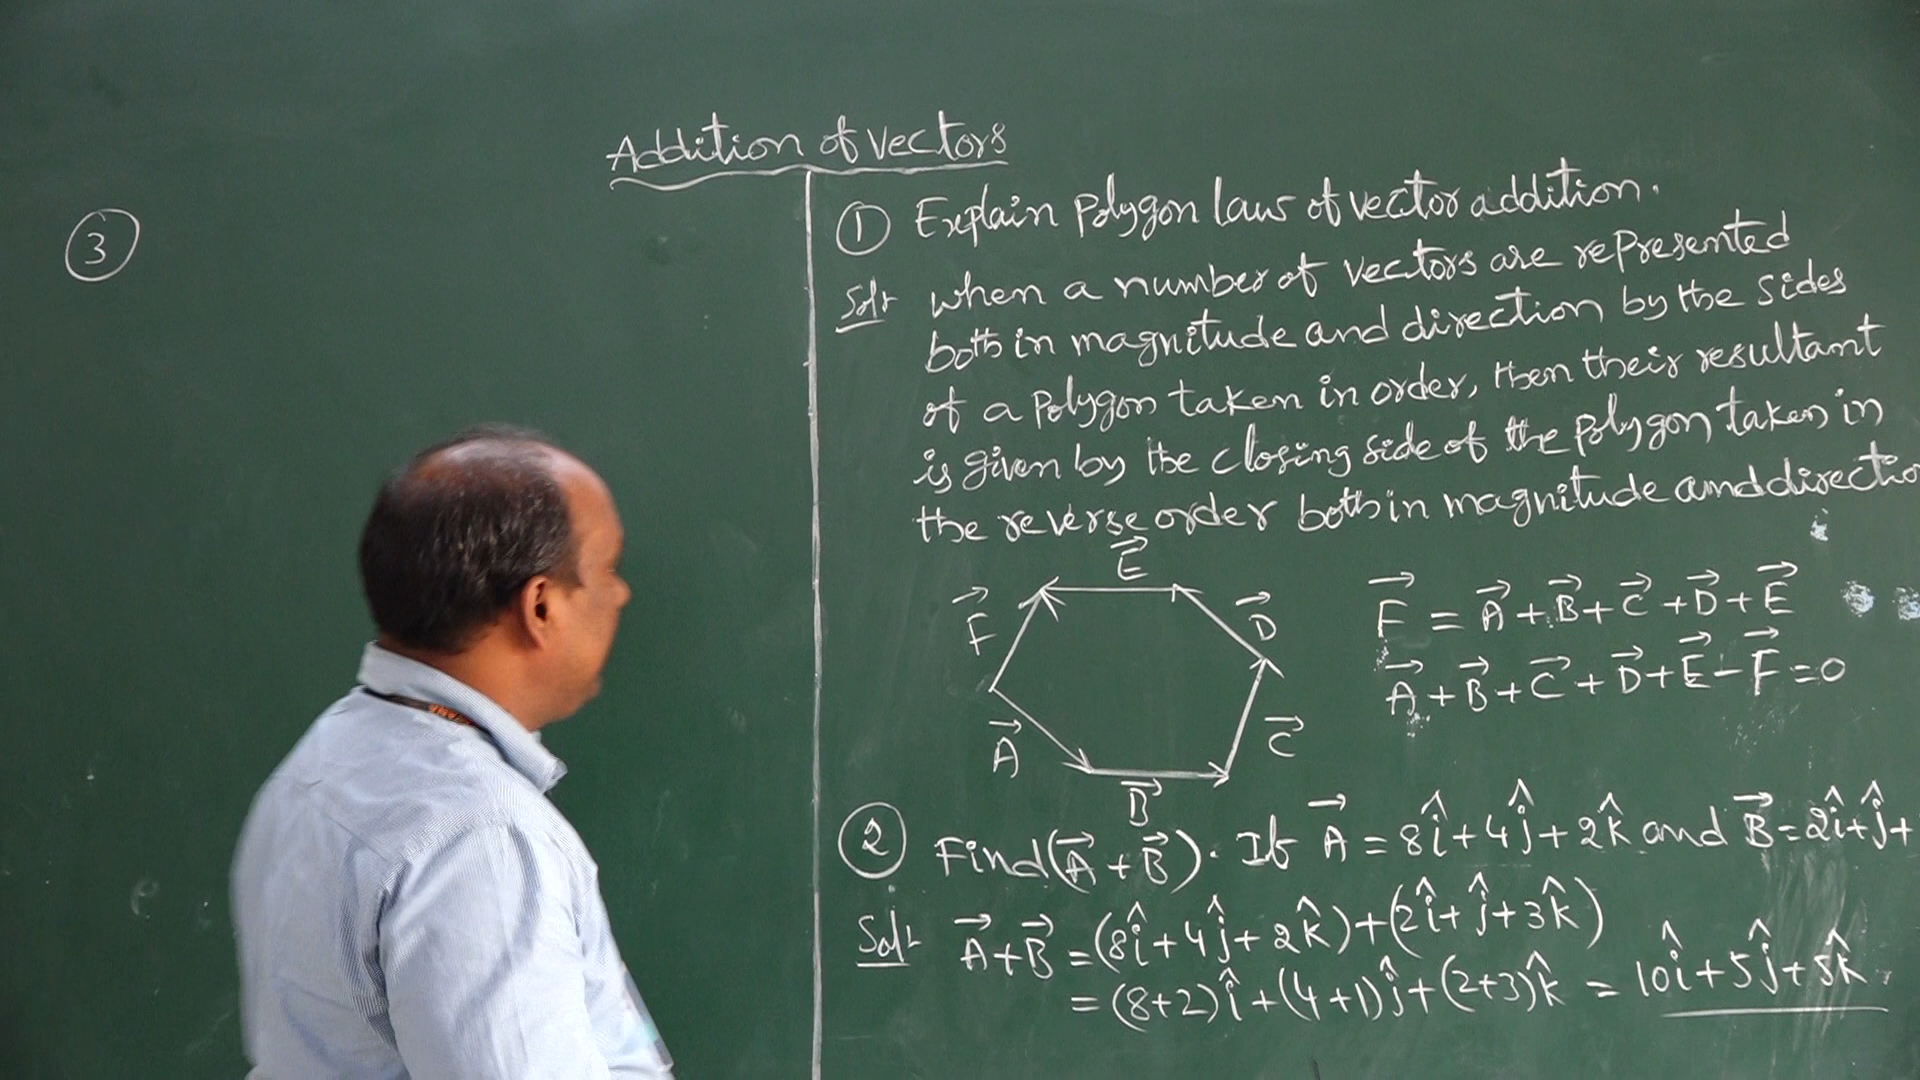 Addition of vectors
③
① Explain Polygon law of vector addition.
Sol: when a number of vectors are represented
both in magnitude and direction by the sides
of a Polygon taken in order, then their resultant
is given by the closing side of the polygon taken in
the reverse order both in magnitude and directio
E⃗
F⃗
D⃗
A⃗
C⃗
B⃗
F⃗ = A⃗ + B⃗ + C⃗ + D⃗ + E⃗
A⃗ + B⃗ + C⃗ + D⃗ + E⃗ − F⃗ = 0
② Find (A⃗ + B⃗). If A⃗ = 8î + 4ĵ + 2k̂ and B⃗ = 2î + ĵ +
Sol: A⃗ + B⃗ = (8î + 4ĵ + 2k̂) + (2î + ĵ + 3k̂)
= (8+2)î + (4+1)ĵ + (2+3)k̂ = 10î + 5ĵ + 5k̂.